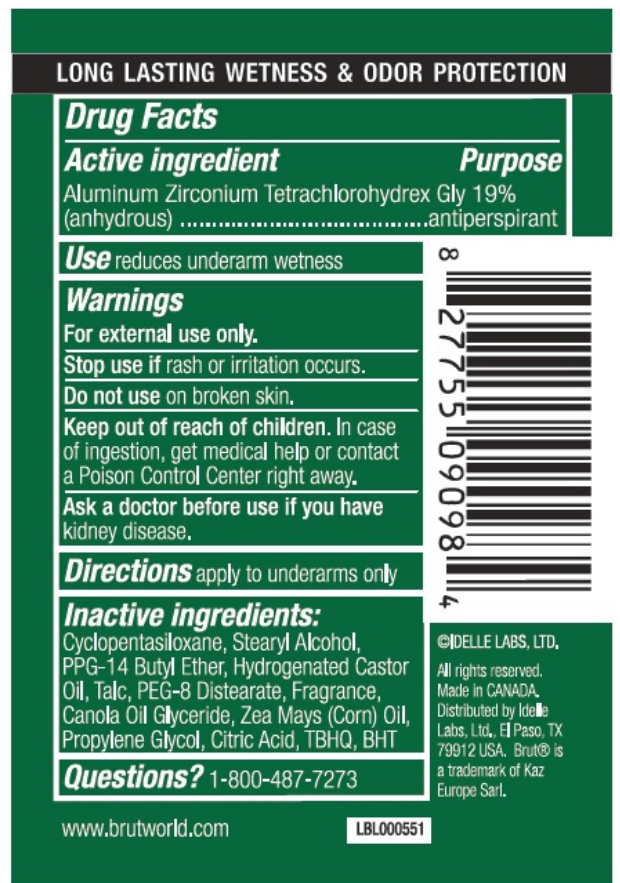 LONG LASTING WETNESS & ODOR PROTECTION
Drug Facts
Active ingredient Purpose
Aluminum Zirconium Tetrachlorohydrex Gly 19%
(anhydrous) ..........................................antiperspirant
Use reduces underarm wetness
Warnings
For external use only.
Stop use if rash or irritation occurs.
Do not use on broken skin.
Keep out of reach of children. In case
of ingestion, get medical help or contact
a Poison Control Center right away.
Ask a doctor before use if you have
kidney disease.
Directions apply to underarms only
Inactive ingredients:
Cyclopentasiloxane, Stearyl Alcohol,
PPG-14 Butyl Ether, Hydrogenated Castor
Oil, Talc, PEG-8 Distearate, Fragrance,
Canola Oil Glyceride, Zea Mays (Corn) Oil,
Propylene Glycol, Citric Acid, TBHQ, BHT
Questions? 1-800-487-7273
www.brutworld.com
LBL000551
8 27755 09098 4
©IDELLE LABS, LTD.
All rights reserved.
Made in CANADA.
Distributed by Idelle
Labs, Ltd., El Paso, TX
79912 USA. Brut® is
a trademark of Kaz
Europe Sarl.